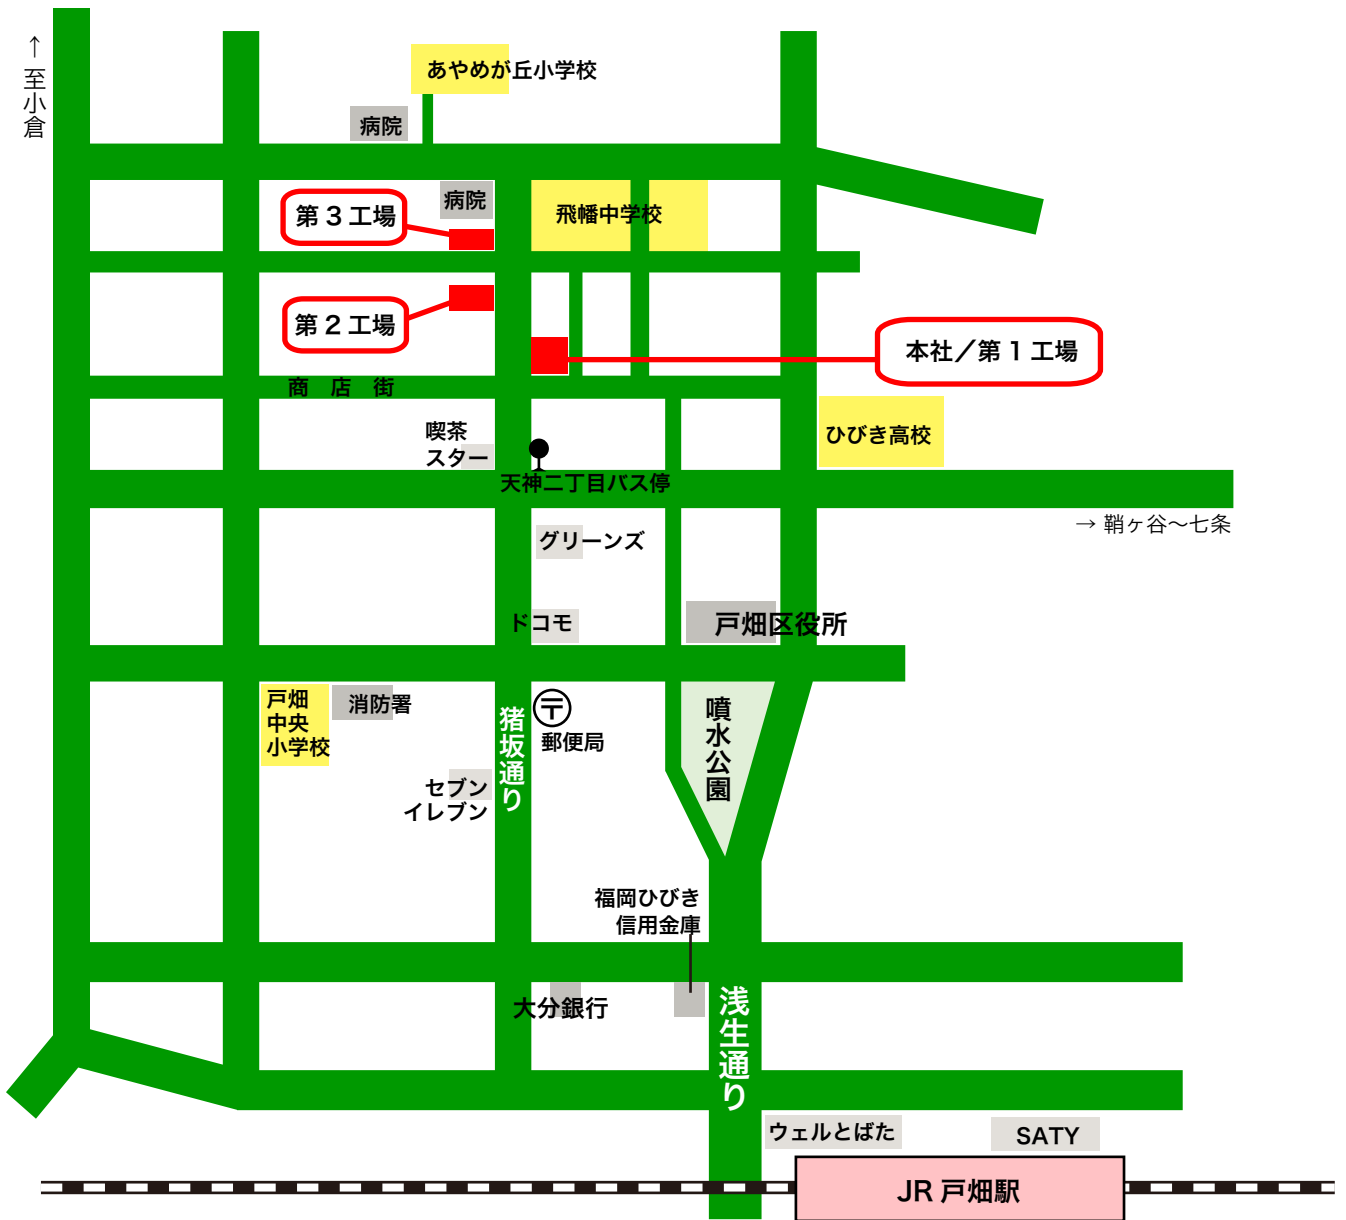 ↑至小倉
あやめが丘小学校
病院
病院
飛幡中学校
第3工場
第2工場
本社／第1工場
商　店　街
ひびき高校
喫茶
スター
天神二丁目バス停
→ 鞘ヶ谷〜七条
グリーンズ
ドコモ
戸畑区役所
戸畑
中央
小学校
消防署
猪坂通り
〒
郵便局
噴水公園
セブン
イレブン
福岡ひびき
信用金庫
大分銀行
浅生通り
ウェルとばた
SATY
JR 戸畑駅